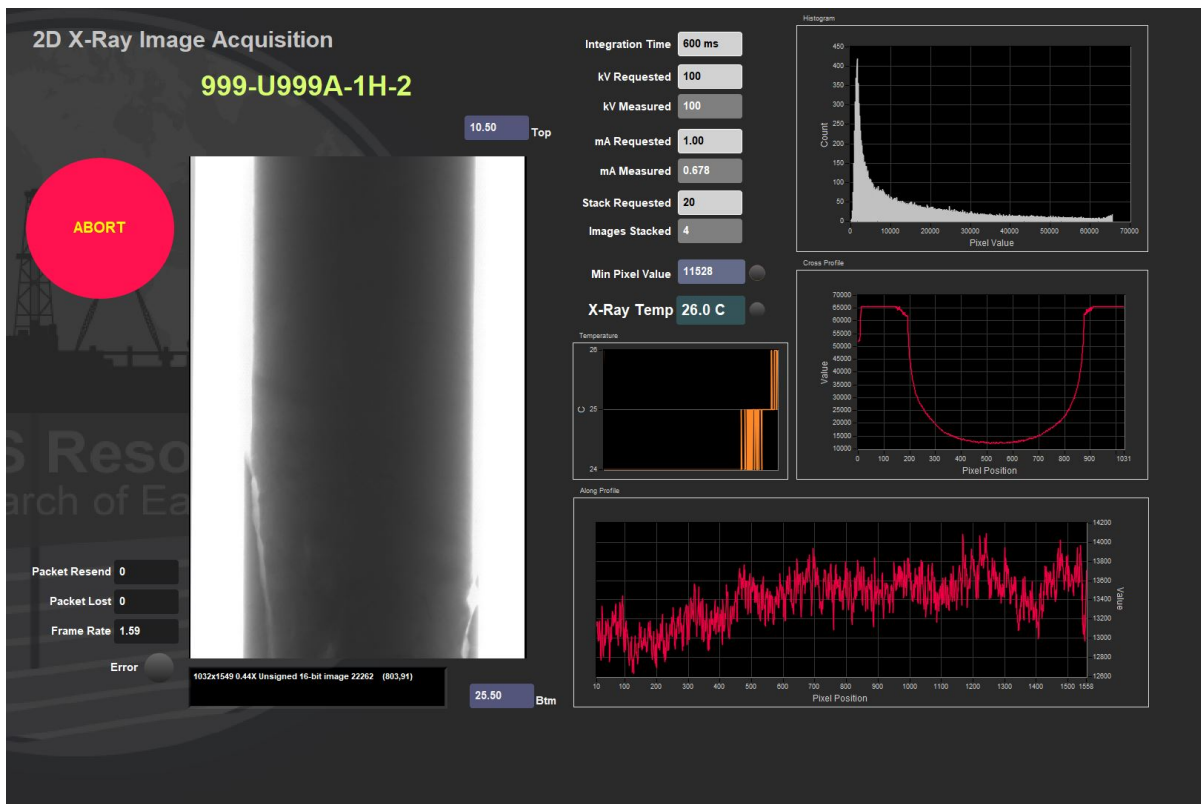 2D X-Ray Image Acquisition
999-U999A-1H-2
10.50 Top
ABORT
S Reso
arch of Ea
Packet Resend 0
Packet Lost 0
Frame Rate 1.59
Error
1032x1549 0.44X Unsigned 16-bit image 22262 (803,91)
25.50 Btm
Integration Time 600 ms
kV Requested 100
kV Measured 100
mA Requested 1.00
mA Measured 0.678
Stack Requested 20
Images Stacked 4
Min Pixel Value 11528
X-Ray Temp 26.0 C
Temperature
26
C 25
24
Histogram
450
400
350
300
250
200
150
100
50
0
Count
0 10000 20000 30000 40000 50000 60000 70000
Pixel Value
Cross Profile
70000
65000
60000
55000
50000
45000
40000
35000
30000
25000
20000
15000
10000
Value
0 100 200 300 400 500 600 700 800 900 1031
Pixel Position
Along Profile
14200
14000
13800
13600
13400
13200
13000
12800
12600
Value
10 100 200 300 400 500 600 700 800 900 1000 1100 1200 1300 1400 1500 1558
Pixel Position